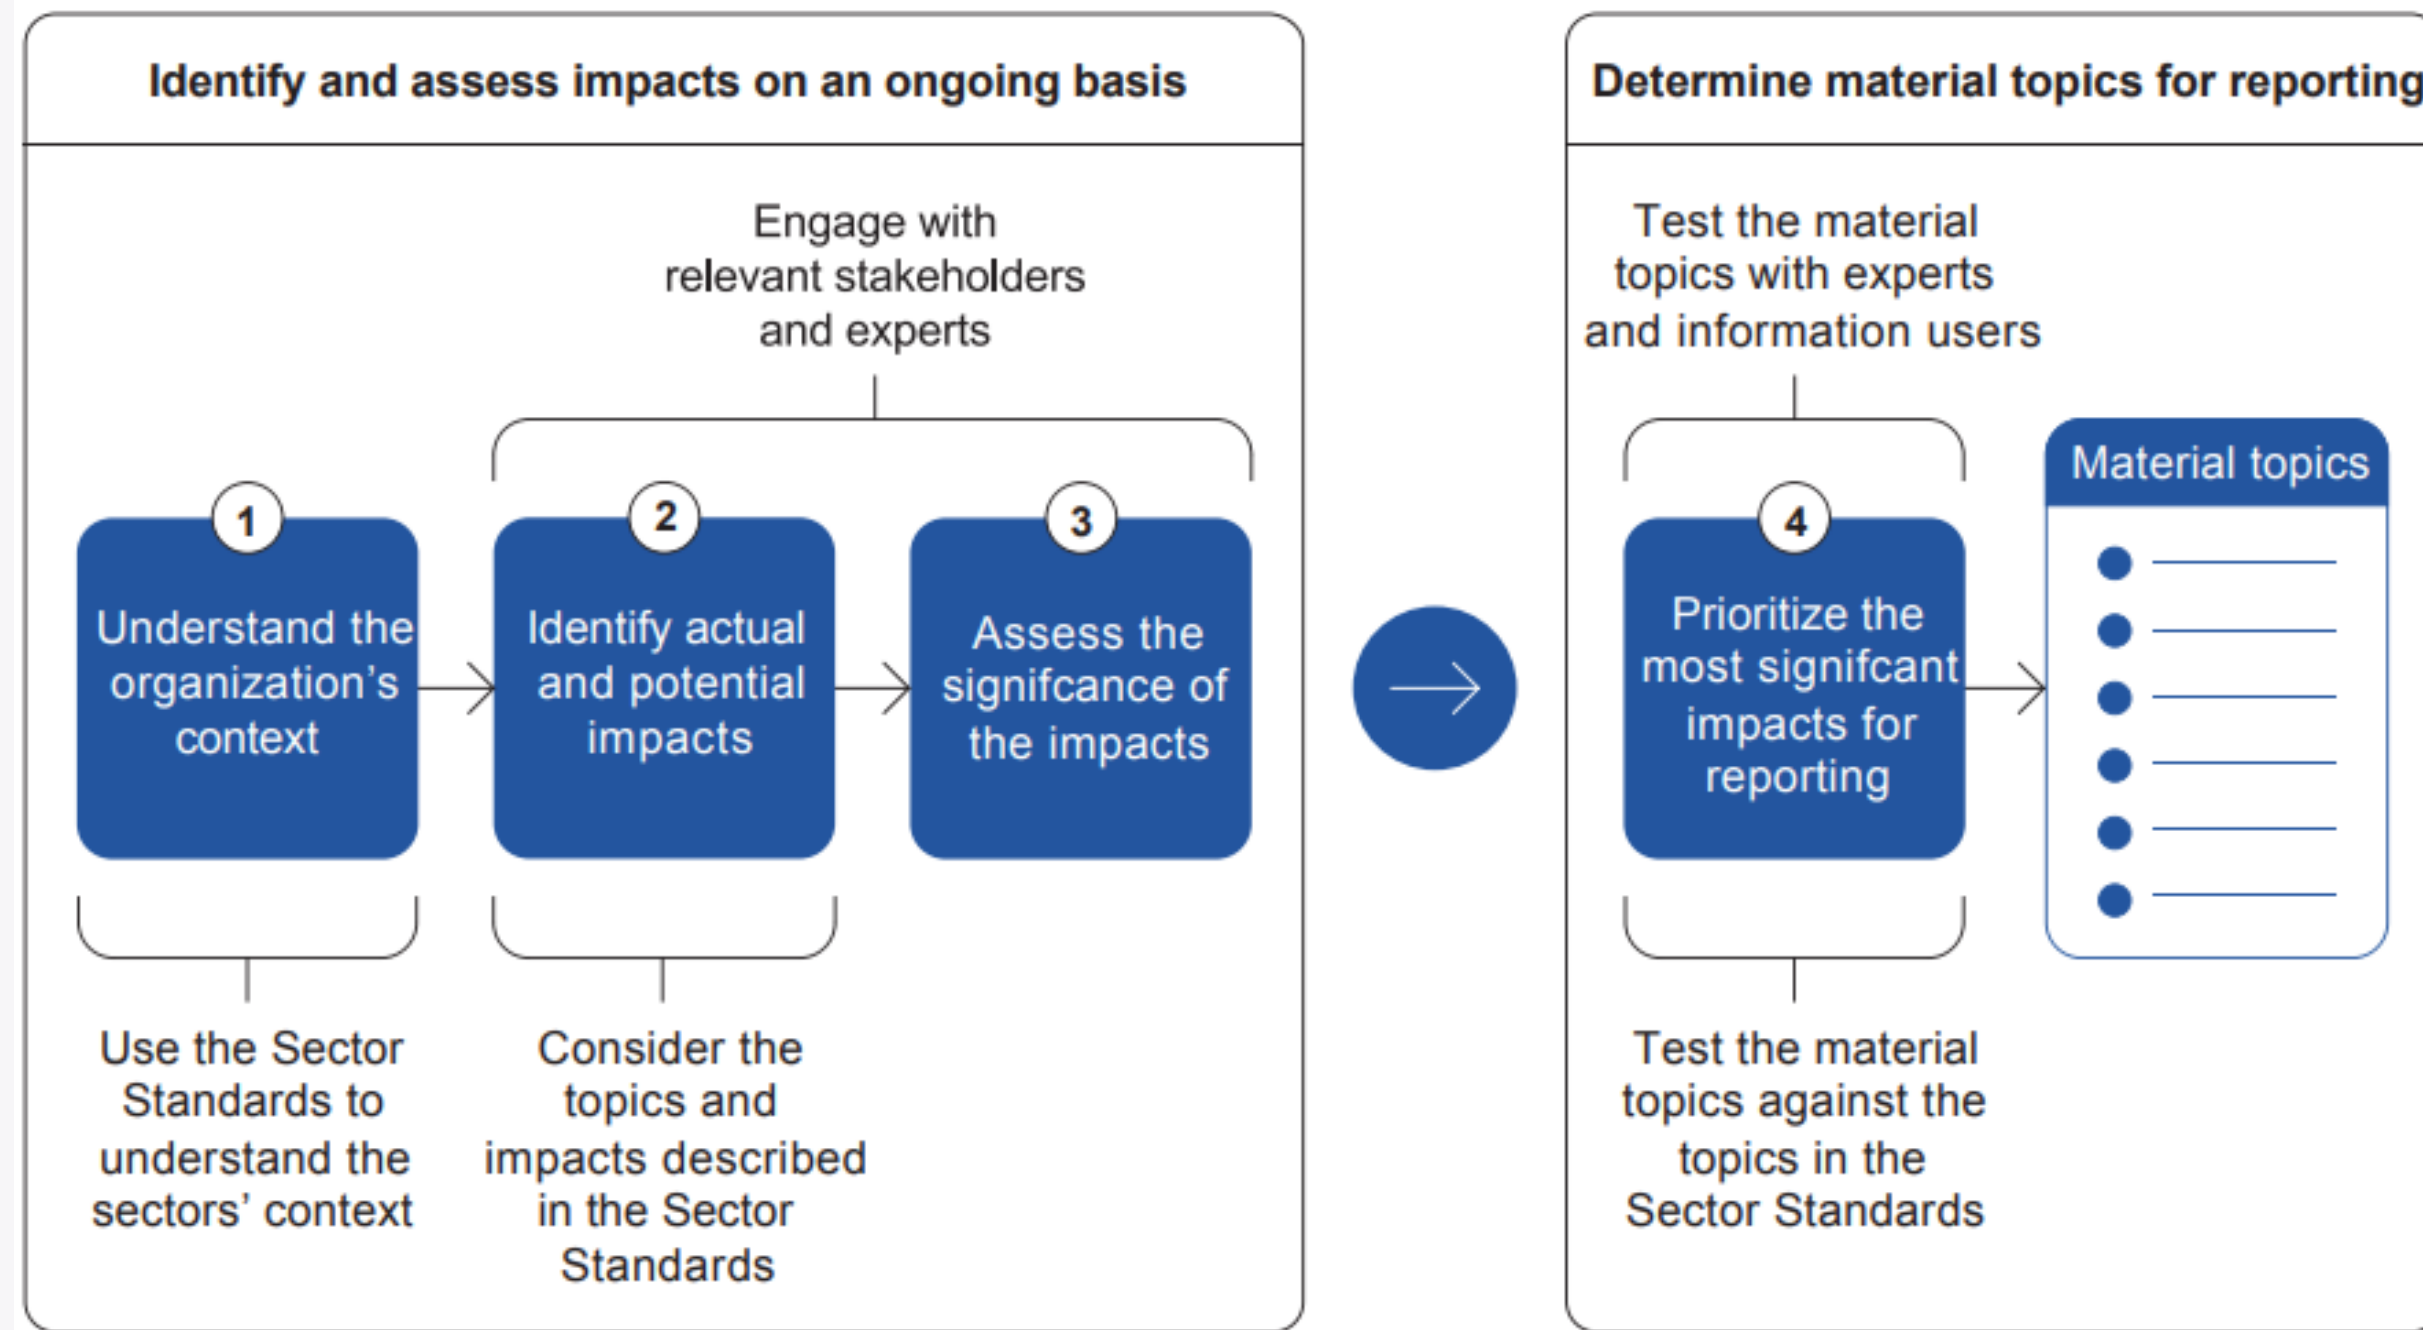 Identify and assess impacts on an ongoing basis
Engage with
relevant stakeholders
and experts
1
Understand the
organization's
context
2
Identify actual
and potential
impacts
3
Assess the
signifcance of
the impacts
Use the Sector
Standards to
understand the
sectors' context
Consider the
topics and
impacts described
in the Sector
Standards
Determine material topics for reporting
Test the material
topics with experts
and information users
4
Prioritize the
most signifcant
impacts for
reporting
Material topics
Test the material
topics against the
topics in the
Sector Standards